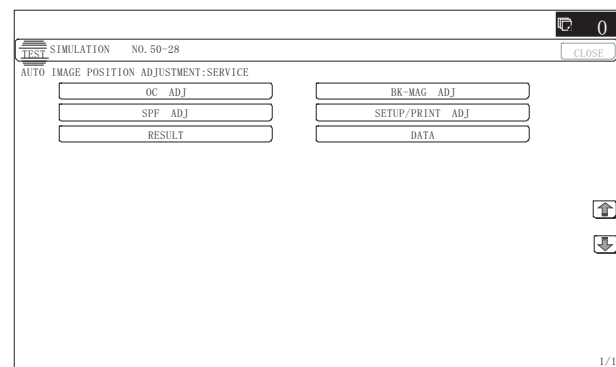 0
TEST SIMULATION NO. 50-28 CLOSE
AUTO IMAGE POSITION ADJUSTMENT:SERVICE
OC ADJ BK-MAG ADJ
SPF ADJ SETUP/PRINT ADJ
RESULT DATA
1/1